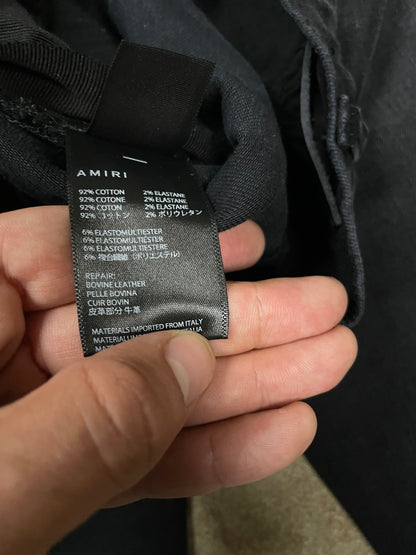 AMIRI
92% COTTON 2% ELASTANE
92% COTONE 2% ELASTANE
92% COTON 2% ELASTANE
92% コットン 2% ポリウレタン
6% ELASTOMULTIESTER
6% ELASTOMULTIESTER
6% ELASTOMULTIESTERE
6% 複合繊維 (ポリエステル)
REPAIR:
BOVINE LEATHER
PELLE BOVINA
CUIR BOVIN
皮革部分 牛革
MATERIALS IMPORTED FROM ITALY